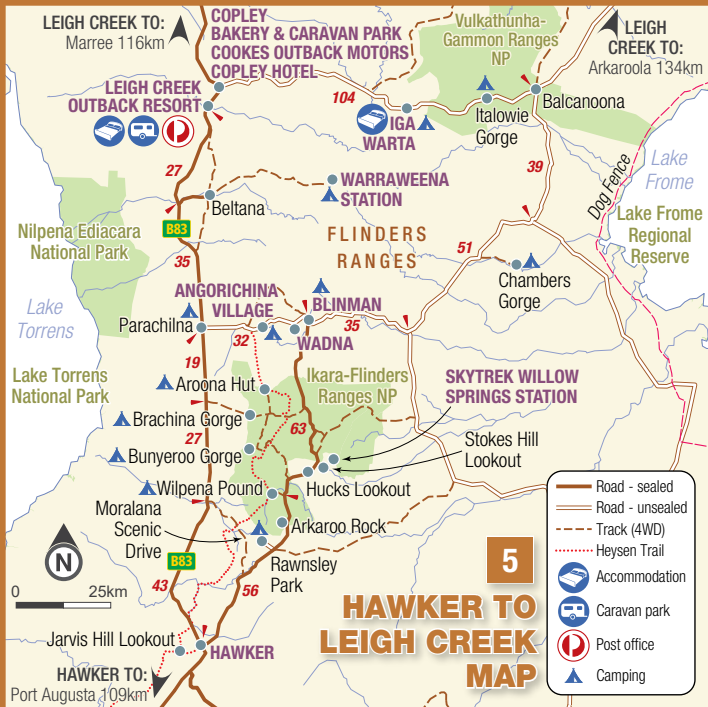 LEIGH CREEK TO:
Marree 116km
COPLEY
BAKERY & CARAVAN PARK
COOKES OUTBACK MOTORS
COPLEY HOTEL
Vulkathunha-
Gammon Ranges
NP
LEIGH
CREEK TO:
Arkaroola 134km
LEIGH CREEK
OUTBACK RESORT
104
IGA
WARTA
Italowie
Gorge
Balcanoona
27
39
Dog Fence
Lake
Frome
Lake Frome
Regional
Reserve
Beltana
WARRAWEENA
STATION
B83
Nilpena Ediacara
National Park
FLINDERS
RANGES
35
51
Chambers
Gorge
ANGORICHINA
VILLAGE
BLINMAN
Lake
Torrens
Parachilna
32
WADNA
35
19
Lake Torrens
National Park
Aroona Hut
Ikara-Flinders
Ranges NP
SKYTREK WILLOW
SPRINGS STATION
Brachina Gorge
27
63
Bunyeroo Gorge
Stokes Hill
Lookout
Wilpena Pound
Hucks Lookout
Moralana
Scenic
Drive
Arkaroo Rock
Rawnsley
Park
N
B83
0 25km
43
56
Jarvis Hill Lookout
HAWKER
HAWKER TO:
Port Augusta 109km
5
HAWKER TO
LEIGH CREEK
MAP
Road - sealed
Road - unsealed
Track (4WD)
Heysen Trail
Accommodation
Caravan park
Post office
Camping